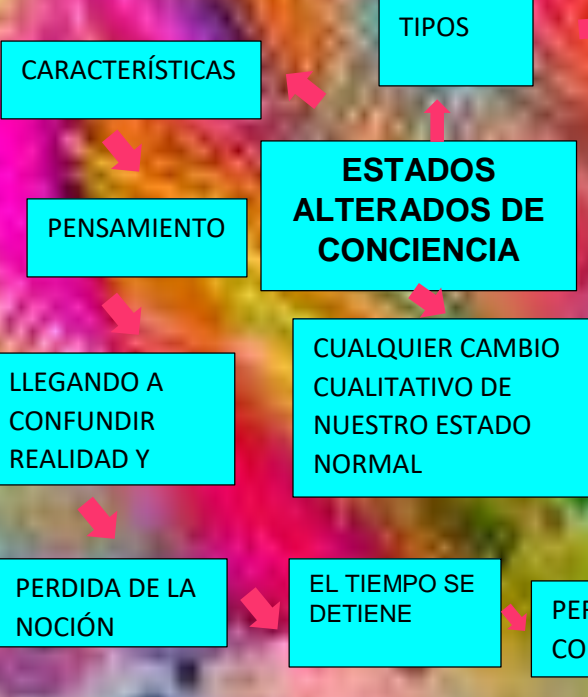 TIPOS
CARACTERÍSTICAS
ESTADOS
ALTERADOS DE
CONCIENCIA
PENSAMIENTO
CUALQUIER CAMBIO
CUALITATIVO DE
NUESTRO ESTADO
NORMAL
LLEGANDO A
CONFUNDIR
REALIDAD Y
PERDIDA DE LA
NOCIÓN
EL TIEMPO SE
DETIENE